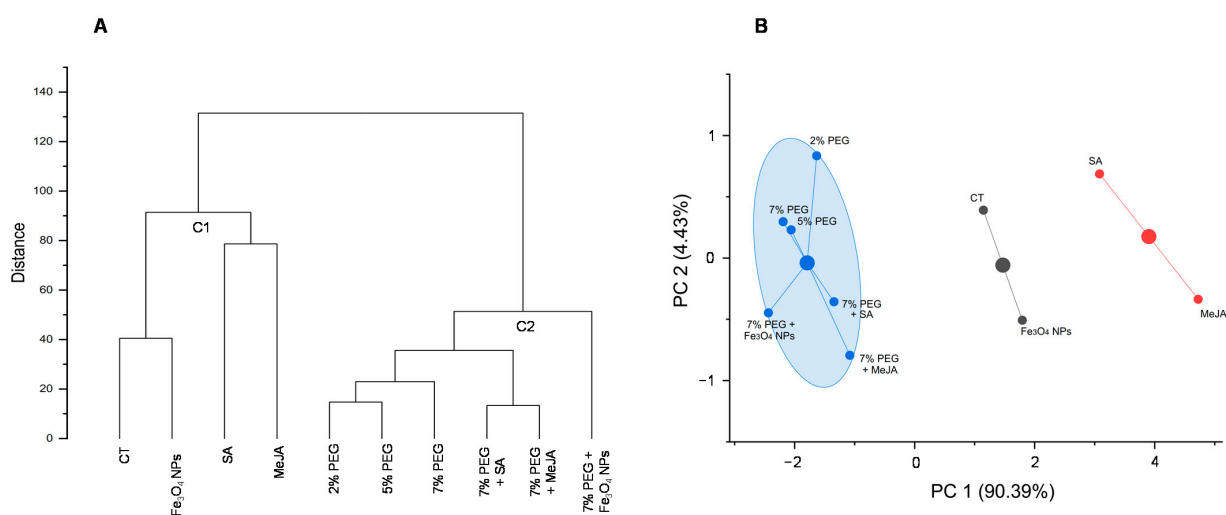 A
Distance
140
120
100
80
60
40
20
0
C1
C2
CT
Fe₃O₄ NPs
SA
MeJA
2% PEG
5% PEG
7% PEG
7% PEG
+ SA
7% PEG
+ MeJA
7% PEG +
Fe₃O₄ NPs
B
PC 2 (4.43%)
1
0
−1
2% PEG
7% PEG
5% PEG
7% PEG
+ SA
7% PEG +
Fe₃O₄ NPs
7% PEG
+ MeJA
CT
Fe₃O₄ NPs
SA
MeJA
−2
0
2
4
PC 1 (90.39%)